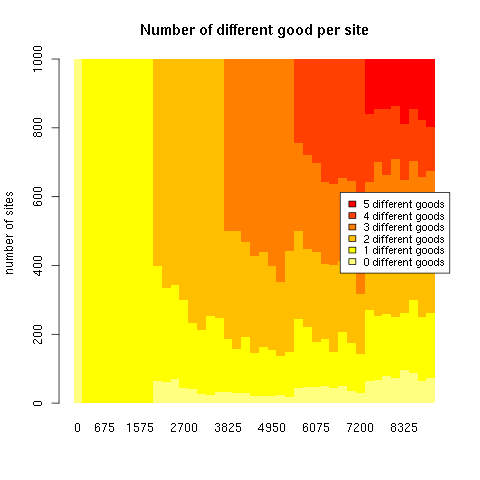 Number of different good per site
number of sites
1000
800
600
400
200
0
5 different goods
4 different goods
3 different goods
2 different goods
1 different goods
0 different goods
0 675 1575 2700 3825 4950 6075 7200 8325